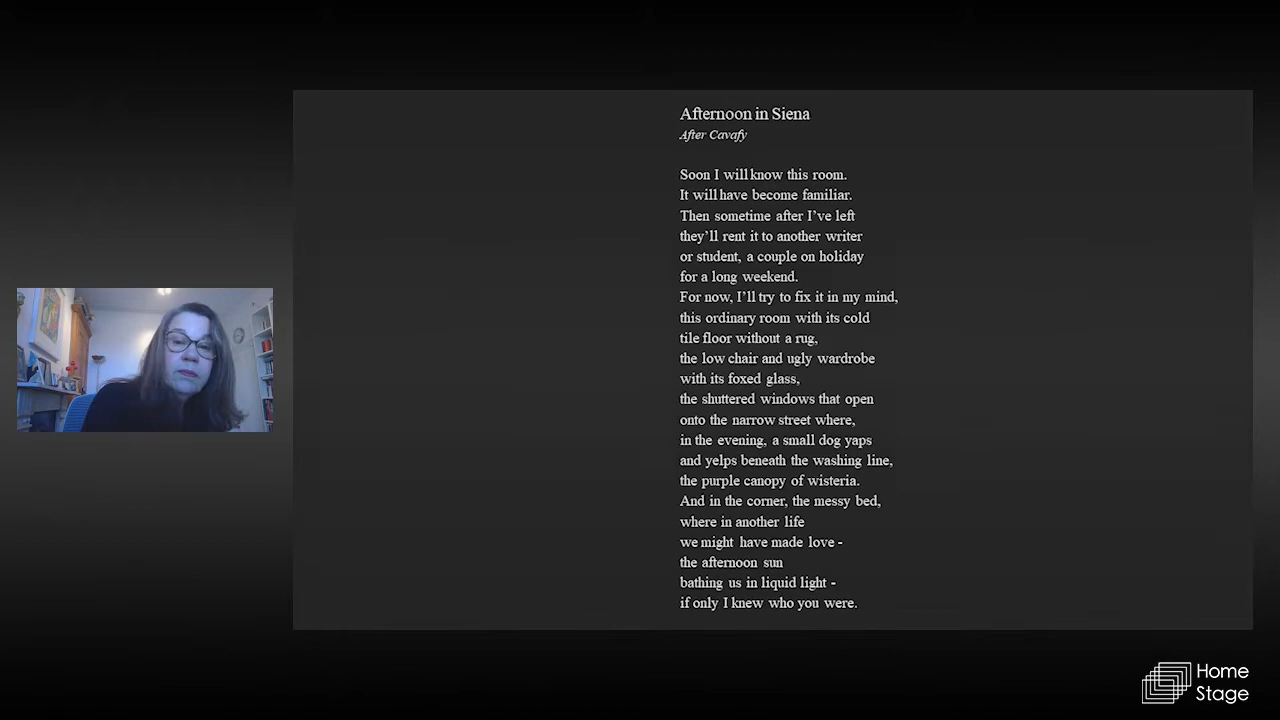 Afternoon in Siena
After Cavafy
Soon I will know this room.
It will have become familiar.
Then sometime after I’ve left
they’ll rent it to another writer
or student, a couple on holiday
for a long weekend.
For now, I’ll try to fix it in my mind,
this ordinary room with its cold
tile floor without a rug,
the low chair and ugly wardrobe
with its foxed glass,
the shuttered windows that open
onto the narrow street where,
in the evening, a small dog yaps
and yelps beneath the washing line,
the purple canopy of wisteria.
And in the corner, the messy bed,
where in another life
we might have made love -
the afternoon sun
bathing us in liquid light -
if only I knew who you were.
Home
Stage